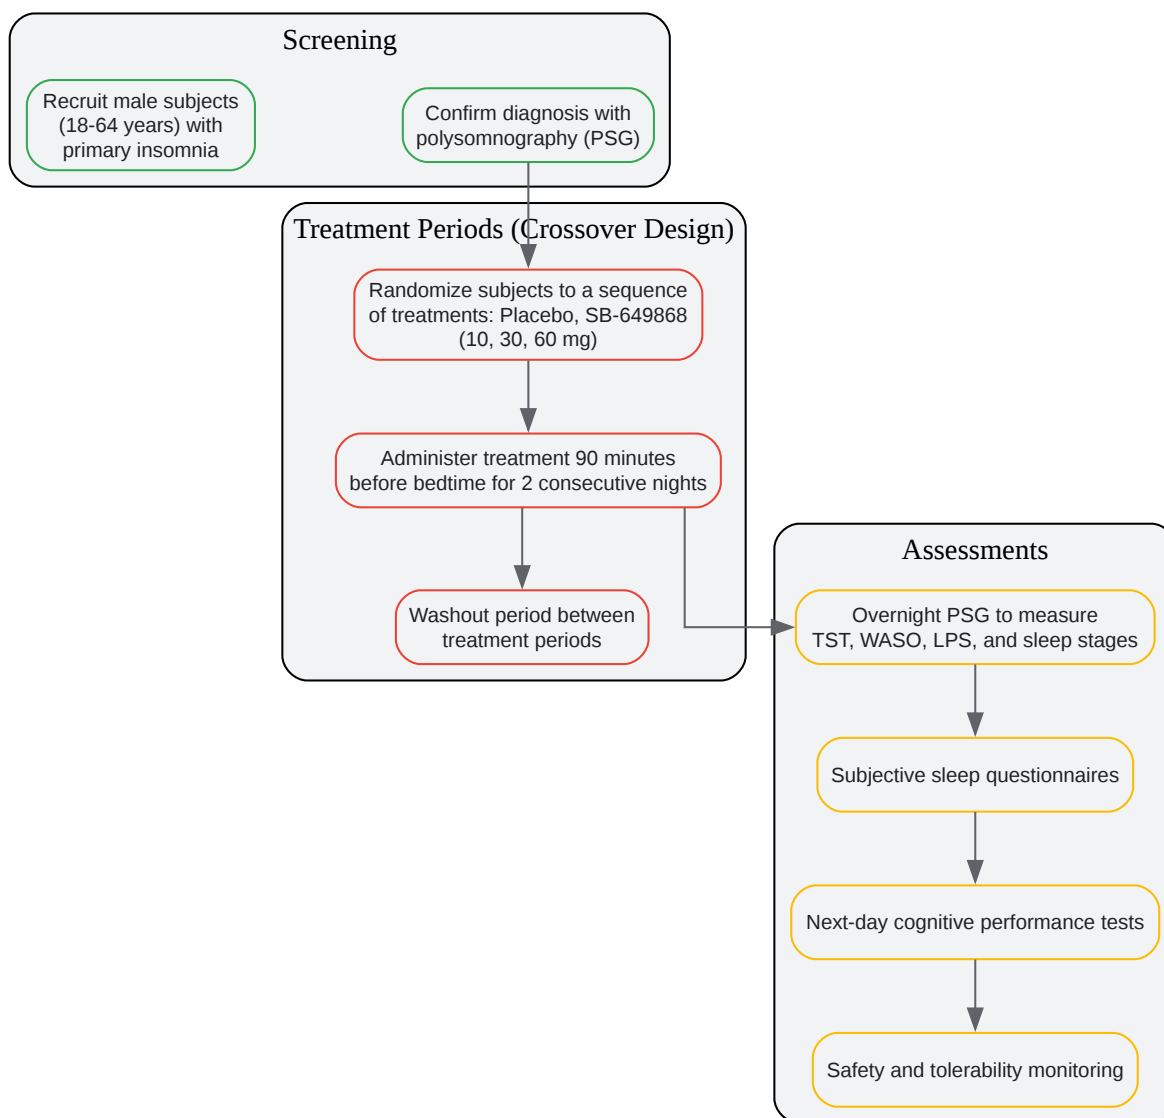 Screening
Recruit male subjects
(18-64 years) with
primary insomnia
Confirm diagnosis with
polysomnography (PSG)
Treatment Periods (Crossover Design)
Randomize subjects to a sequence
of treatments: Placebo, SB-649868
(10, 30, 60 mg)
Administer treatment 90 minutes
before bedtime for 2 consecutive nights
Washout period between
treatment periods
Assessments
Overnight PSG to measure
TST, WASO, LPS, and sleep stages
Subjective sleep questionnaires
Next-day cognitive performance tests
Safety and tolerability monitoring